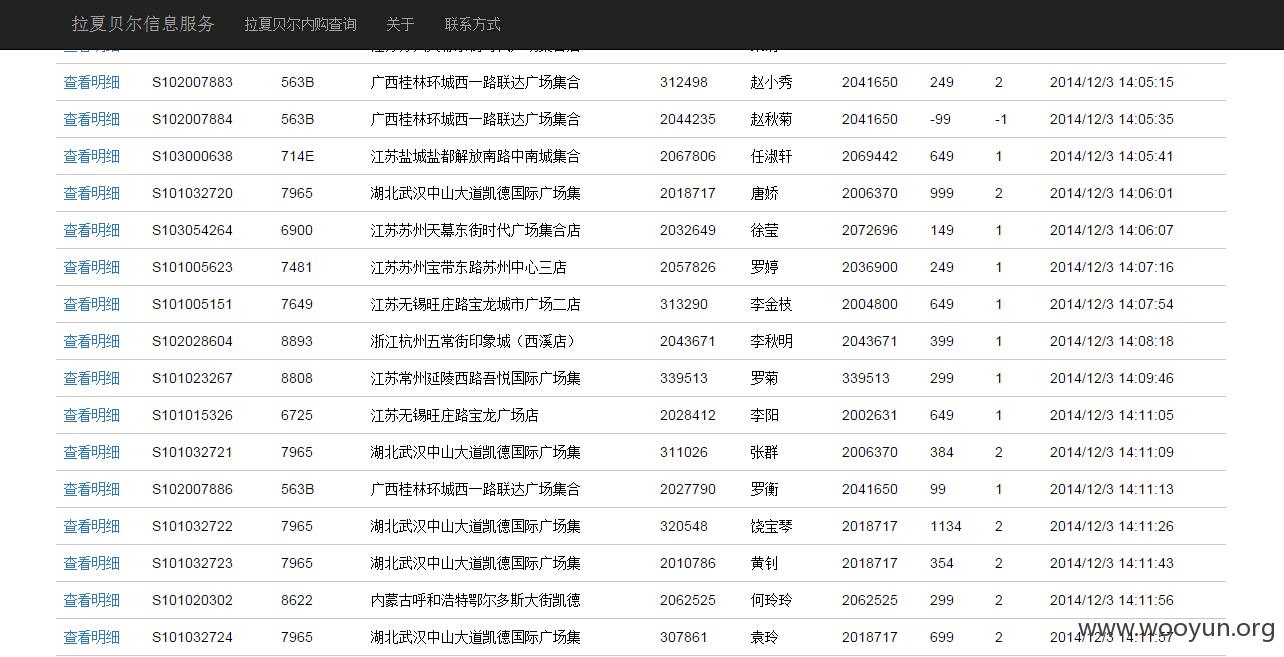 拉夏贝尔信息服务 拉夏贝尔内购查询 关于 联系方式
查看明细 S102007883 563B 广西桂林环城西一路联达广场集合 312498 赵小秀 2041650 249 2 2014/12/3 14:05:15
查看明细 S102007884 563B 广西桂林环城西一路联达广场集合 2044235 赵秋菊 2041650 -99 -1 2014/12/3 14:05:35
查看明细 S103000638 714E 江苏盐城盐都解放南路中南城集合 2067806 任淑轩 2069442 649 1 2014/12/3 14:05:41
查看明细 S101032720 7965 湖北武汉中山大道凯德国际广场集 2018717 唐娇 2006370 999 2 2014/12/3 14:06:01
查看明细 S103054264 6900 江苏苏州天幕东街时代广场集合店 2032649 徐莹 2072696 149 1 2014/12/3 14:06:07
查看明细 S101005623 7481 江苏苏州宝带东路苏州中心三店 2057826 罗婷 2036900 249 1 2014/12/3 14:07:16
查看明细 S101005151 7649 江苏无锡旺庄路宝龙城市广场二店 313290 李金枝 2004800 649 1 2014/12/3 14:07:54
查看明细 S102028604 8893 浙江杭州五常街印象城（西溪店） 2043671 李秋明 2043671 399 1 2014/12/3 14:08:18
查看明细 S101023267 8808 江苏常州延陵西路吾悦国际广场集 339513 罗菊 339513 299 1 2014/12/3 14:09:46
查看明细 S101015326 6725 江苏无锡旺庄路宝龙广场店 2028412 李阳 2002631 649 1 2014/12/3 14:11:05
查看明细 S101032721 7965 湖北武汉中山大道凯德国际广场集 311026 张群 2006370 384 2 2014/12/3 14:11:09
查看明细 S102007886 563B 广西桂林环城西一路联达广场集合 2027790 罗衡 2041650 99 1 2014/12/3 14:11:13
查看明细 S101032722 7965 湖北武汉中山大道凯德国际广场集 320548 饶宝琴 2018717 1134 2 2014/12/3 14:11:26
查看明细 S101032723 7965 湖北武汉中山大道凯德国际广场集 2010786 黄钊 2018717 354 2 2014/12/3 14:11:43
查看明细 S101020302 8622 内蒙古呼和浩特鄂尔多斯大街凯德 2062525 何玲玲 2062525 299 2 2014/12/3 14:11:56
查看明细 S101032724 7965 湖北武汉中山大道凯德国际广场集 307861 袁玲 2018717 699 2 2014/12/3 14:11:57
www.wooyun.org